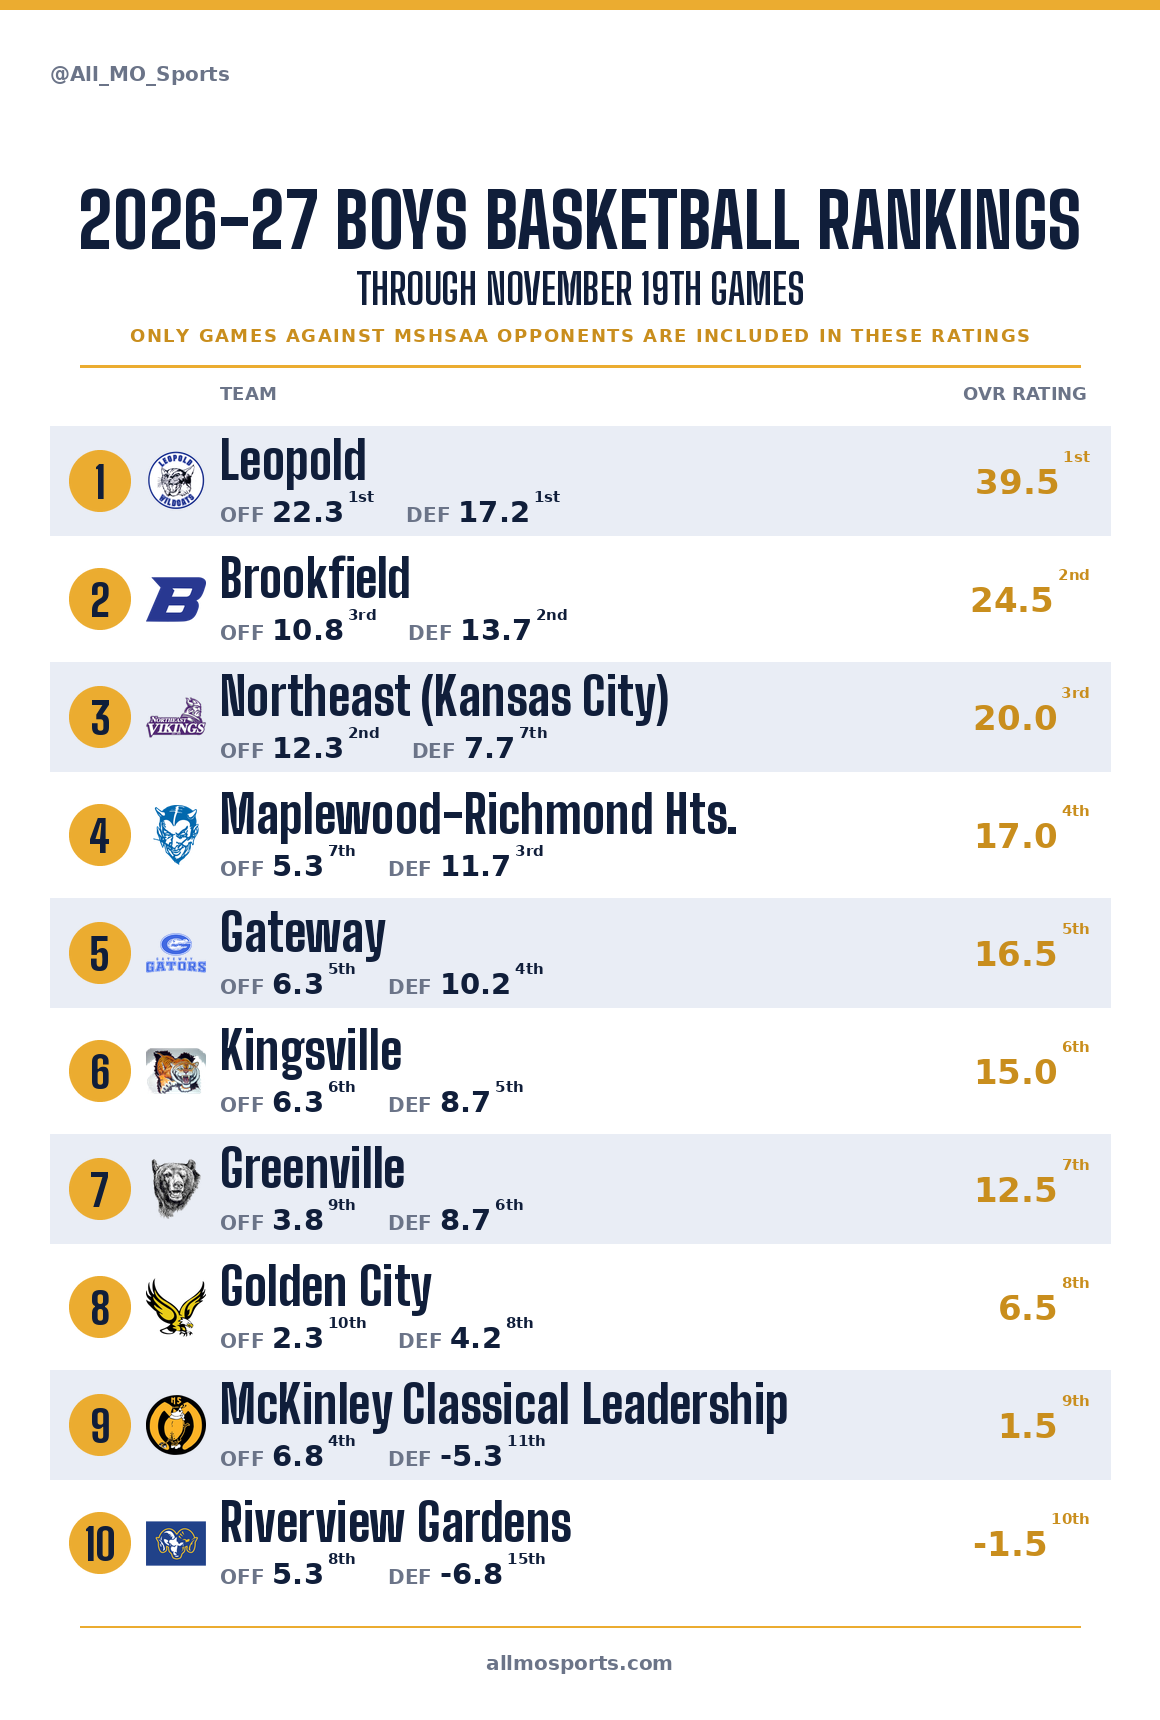 @All_MO_Sports
2026-27 BOYS BASKETBALL RANKINGS
THROUGH NOVEMBER 19TH GAMES
ONLY GAMES AGAINST MSHSAA OPPONENTS ARE INCLUDED IN THESE RATINGS
TEAM OVR RATING
1 LEOPOLD WILDCATS Leopold 39.5 1st
OFF 22.3 1st DEF 17.2 1st
2 B Brookfield 24.5 2nd
OFF 10.8 3rd DEF 13.7 2nd
3 NORTHEAST VIKINGS Northeast (Kansas City) 20.0 3rd
OFF 12.3 2nd DEF 7.7 7th
4 Maplewood-Richmond Hts. 17.0 4th
OFF 5.3 7th DEF 11.7 3rd
5 G GATEWAY GATORS Gateway 16.5 5th
OFF 6.3 5th DEF 10.2 4th
6 Kingsville 15.0 6th
OFF 6.3 6th DEF 8.7 5th
7 Greenville 12.5 7th
OFF 3.8 9th DEF 8.7 6th
8 Golden City 6.5 8th
OFF 2.3 10th DEF 4.2 8th
9 McKinley Classical Leadership 1.5 9th
OFF 6.8 4th DEF -5.3 11th
10 Riverview Gardens -1.5 10th
OFF 5.3 8th DEF -6.8 15th
allmosports.com